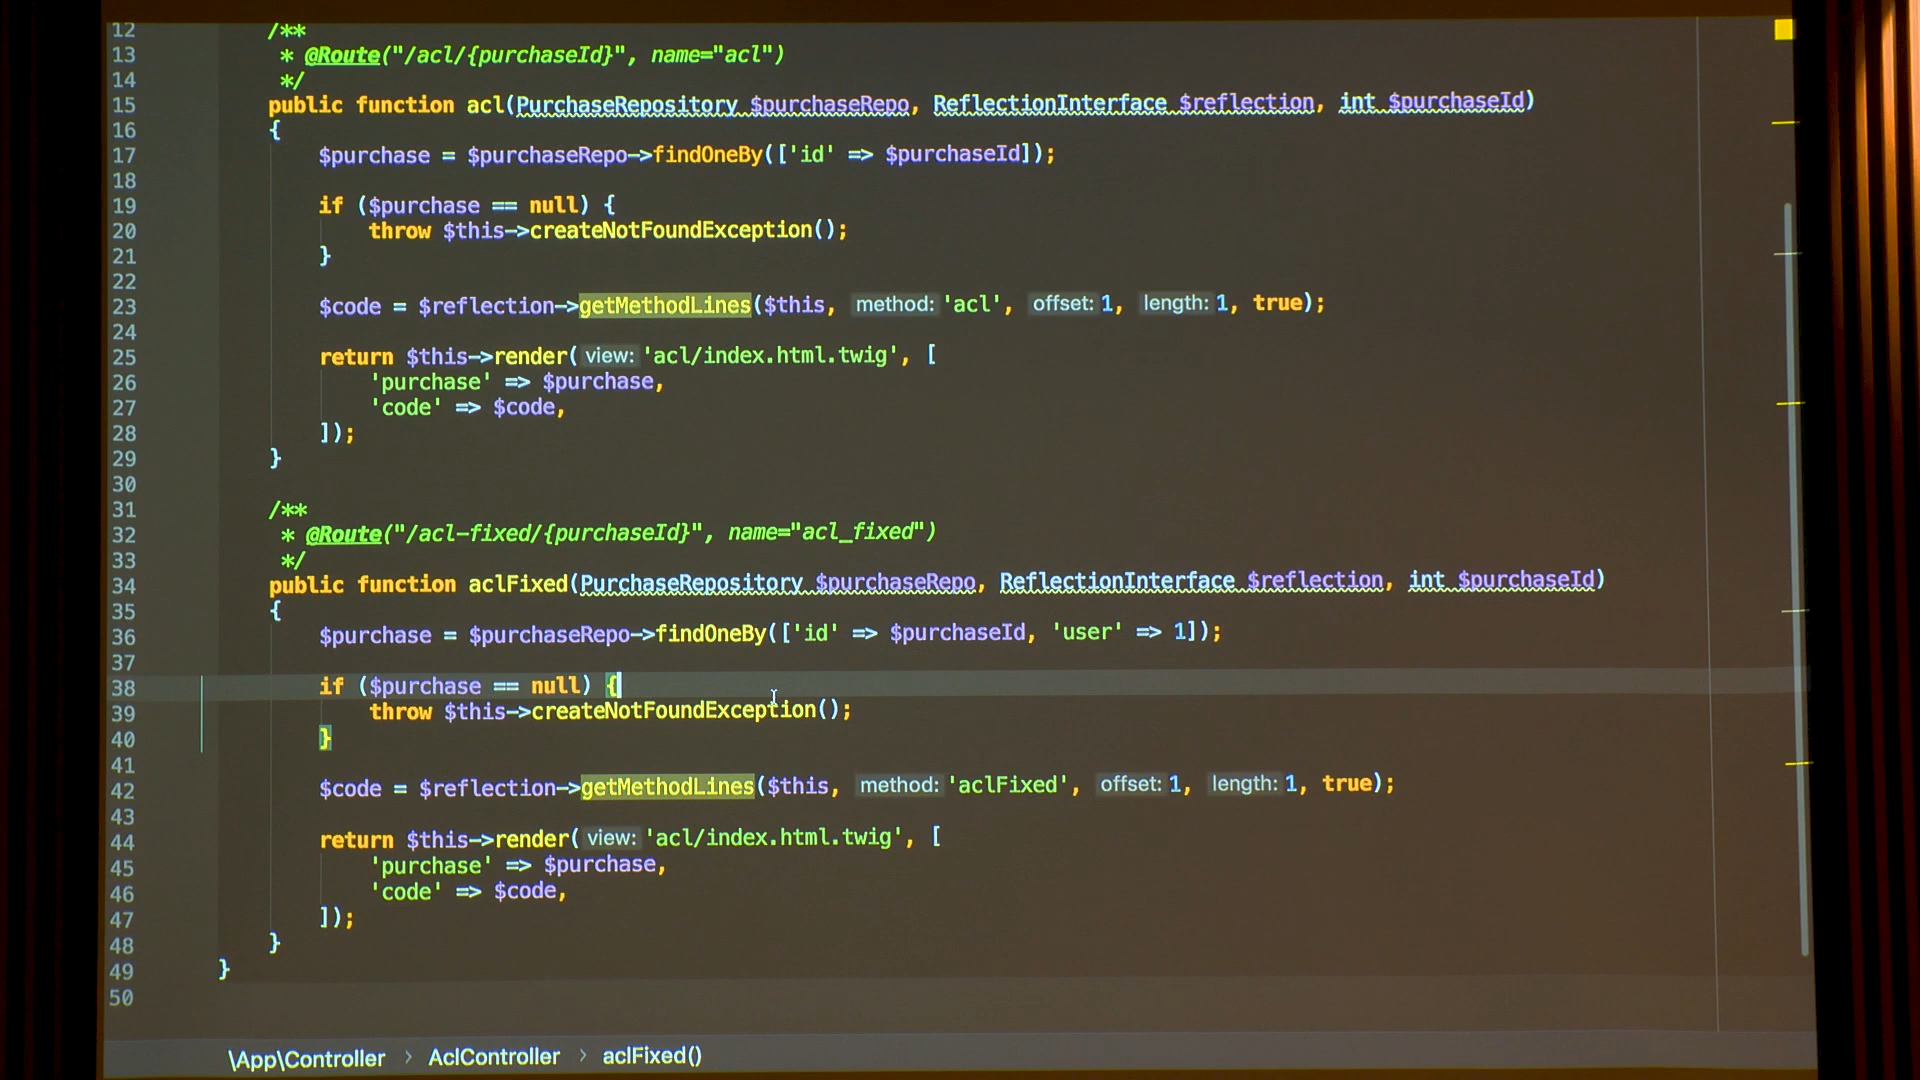 12 /**
13 * @Route("/acl/{purchaseId}", name="acl")
14 */
15 public function acl(PurchaseRepository $purchaseRepo, ReflectionInterface $reflection, int $purchaseId)
16 {
17 $purchase = $purchaseRepo->findOneBy(['id' => $purchaseId]);
18
19 if ($purchase == null) {
20 throw $this->createNotFoundException();
21 }
22
23 $code = $reflection->getMethodLines($this, method: 'acl', offset: 1, length: 1, true);
24
25 return $this->render( view: 'acl/index.html.twig', [
26 'purchase' => $purchase,
27 'code' => $code,
28 ]);
29 }
30
31 /**
32 * @Route("/acl-fixed/{purchaseId}", name="acl_fixed")
33 */
34 public function aclFixed(PurchaseRepository $purchaseRepo, ReflectionInterface $reflection, int $purchaseId)
35 {
36 $purchase = $purchaseRepo->findOneBy(['id' => $purchaseId, 'user' => 1]);
37
38 if ($purchase == null) {
39 throw $this->createNotFoundException();
40 }
41
42 $code = $reflection->getMethodLines($this, method: 'aclFixed', offset: 1, length: 1, true);
43
44 return $this->render( view: 'acl/index.html.twig', [
45 'purchase' => $purchase,
46 'code' => $code,
47 ]);
48 }
49 }
50
\App\Controller › AclController › aclFixed()